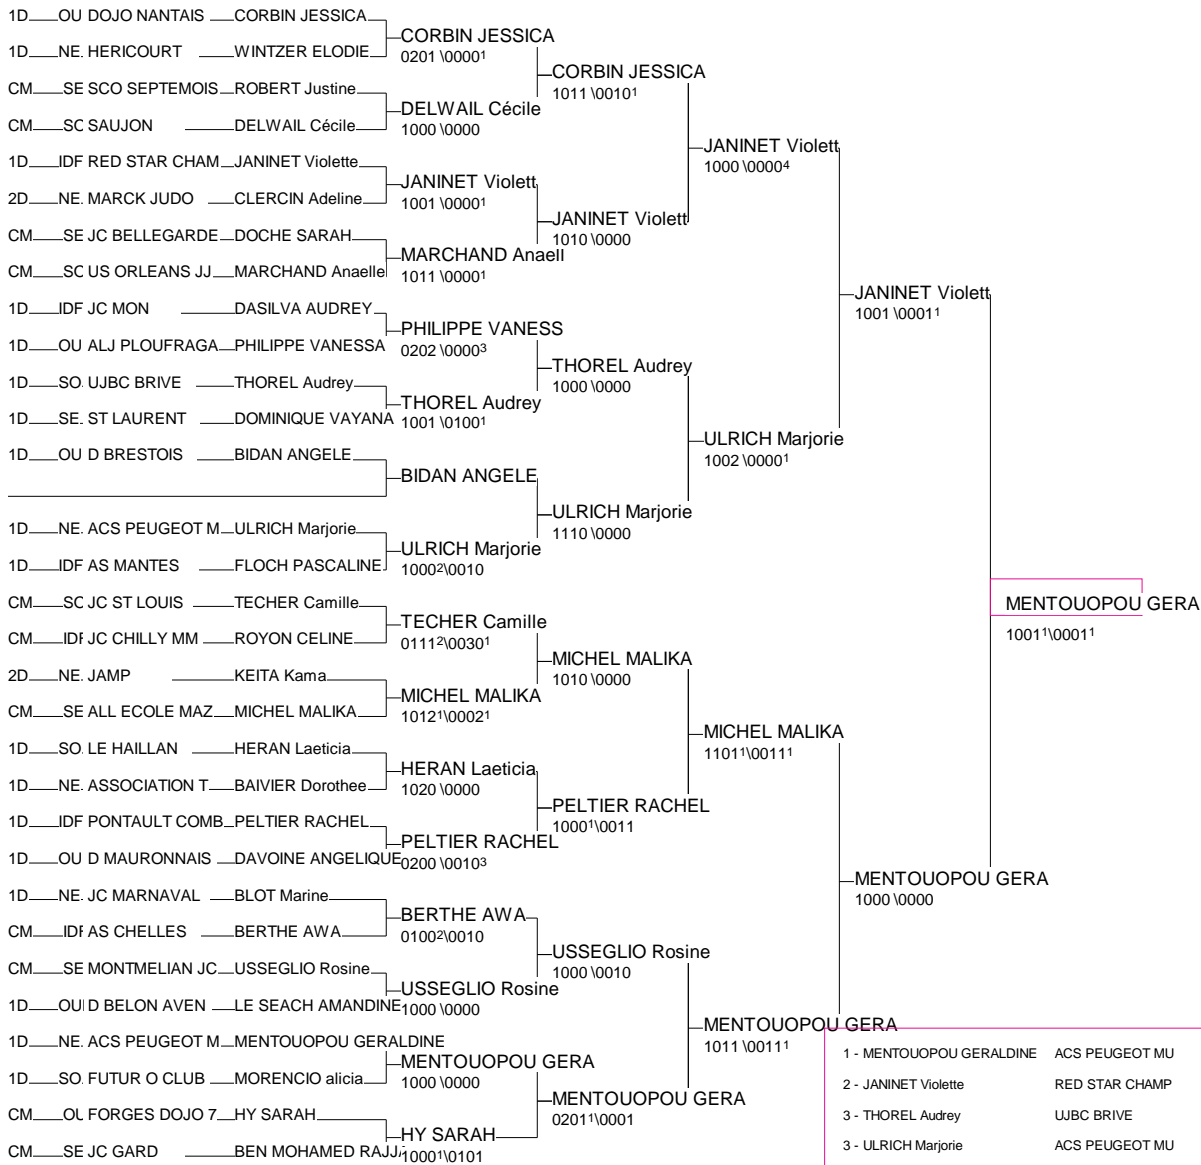 1D OU DOJO NANTAIS CORBIN JESSICA
1D NE. HERICOURT WINTZER ELODIE
CM SE SCO SEPTEMOIS ROBERT Justine
CM SC SAUJON DELWAIL Cécile
1D IDF RED STAR CHAM JANINET Violette
2D NE. MARCK JUDO CLERCIN Adeline
CM SE JC BELLEGARDE DOCHE SARAH
CM SC US ORLEANS JJ MARCHAND Anaelle
1D IDF JC MON DASILVA AUDREY
1D OU ALJ PLOUFRAGA PHILIPPE VANESSA
1D SO. UJBC BRIVE THOREL Audrey
1D SE. ST LAURENT DOMINIQUE VAYANA
1D OU D BRESTOIS BIDAN ANGELE
1D NE. ACS PEUGEOT M ULRICH Marjorie
1D IDF AS MANTES FLOCH PASCALINE
CM SC JC ST LOUIS TECHER Camille
CM IDF JC CHILLY MM ROYON CELINE
2D NE. JAMP KEITA Kama
CM SE ALL ECOLE MAZ MICHEL MALIKA
1D SO. LE HAILLAN HERAN Laeticia
1D NE. ASSOCIATION T BAIVIER Dorothee
1D IDF PONTAULT COMB PELTIER RACHEL
1D OU D MAURONNAIS DAVOINE ANGELIQUE
1D NE. JC MARNAVAL BLOT Marine
CM IDF AS CHELLES BERTHE AWA
CM SE MONTMELIAN JC USSEGLIO Rosine
1D OU D BELON AVEN LE SEACH AMANDINE
1D NE. ACS PEUGEOT M MENTOUOPOU GERALDINE
1D SO. FUTUR O CLUB MORENCIO alicia
CM OU FORGES DOJO 7 HY SARAH
CM SE JC GARD BEN MOHAMED RAJJ
CORBIN JESSICA
0201 \0000¹
DELWAIL Cécile
1000 \0000
JANINET Violett
1001 \0000¹
MARCHAND Anaell
1011 \0000¹
PHILIPPE VANESS
0202 \0000³
THOREL Audrey
1001 \0100¹
BIDAN ANGELE
ULRICH Marjorie
1000²\0010
TECHER Camille
0111²\0030¹
MICHEL MALIKA
1012¹\0002¹
HERAN Laeticia
1020 \0000
PELTIER RACHEL
0200 \0010³
BERTHE AWA
0100²\0010
USSEGLIO Rosine
1000 \0000
MENTOUOPOU GERA
1000 \0000
HY SARAH
1000¹\0101
CORBIN JESSICA
1011 \0010¹
JANINET Violett
1010 \0000
THOREL Audrey
1000 \0000
ULRICH Marjorie
1110 \0000
MICHEL MALIKA
1010 \0000
PELTIER RACHEL
1000¹\0011
USSEGLIO Rosine
1000 \0010
MENTOUOPOU GERA
0201¹\0001
JANINET Violett
1000 \0000⁴
ULRICH Marjorie
1002 \0000¹
MICHEL MALIKA
1101¹\0011¹
MENTOUOPOU GERA
1011 \0011¹
JANINET Violett
1001 \0001¹
MENTOUOPOU GERA
1000 \0000
MENTOUOPOU GERA
1001¹\0001¹
1 - MENTOUOPOU GERALDINE ACS PEUGEOT MU
2 - JANINET Violette RED STAR CHAMP
3 - THOREL Audrey UJBC BRIVE
3 - ULRICH Marjorie ACS PEUGEOT MU